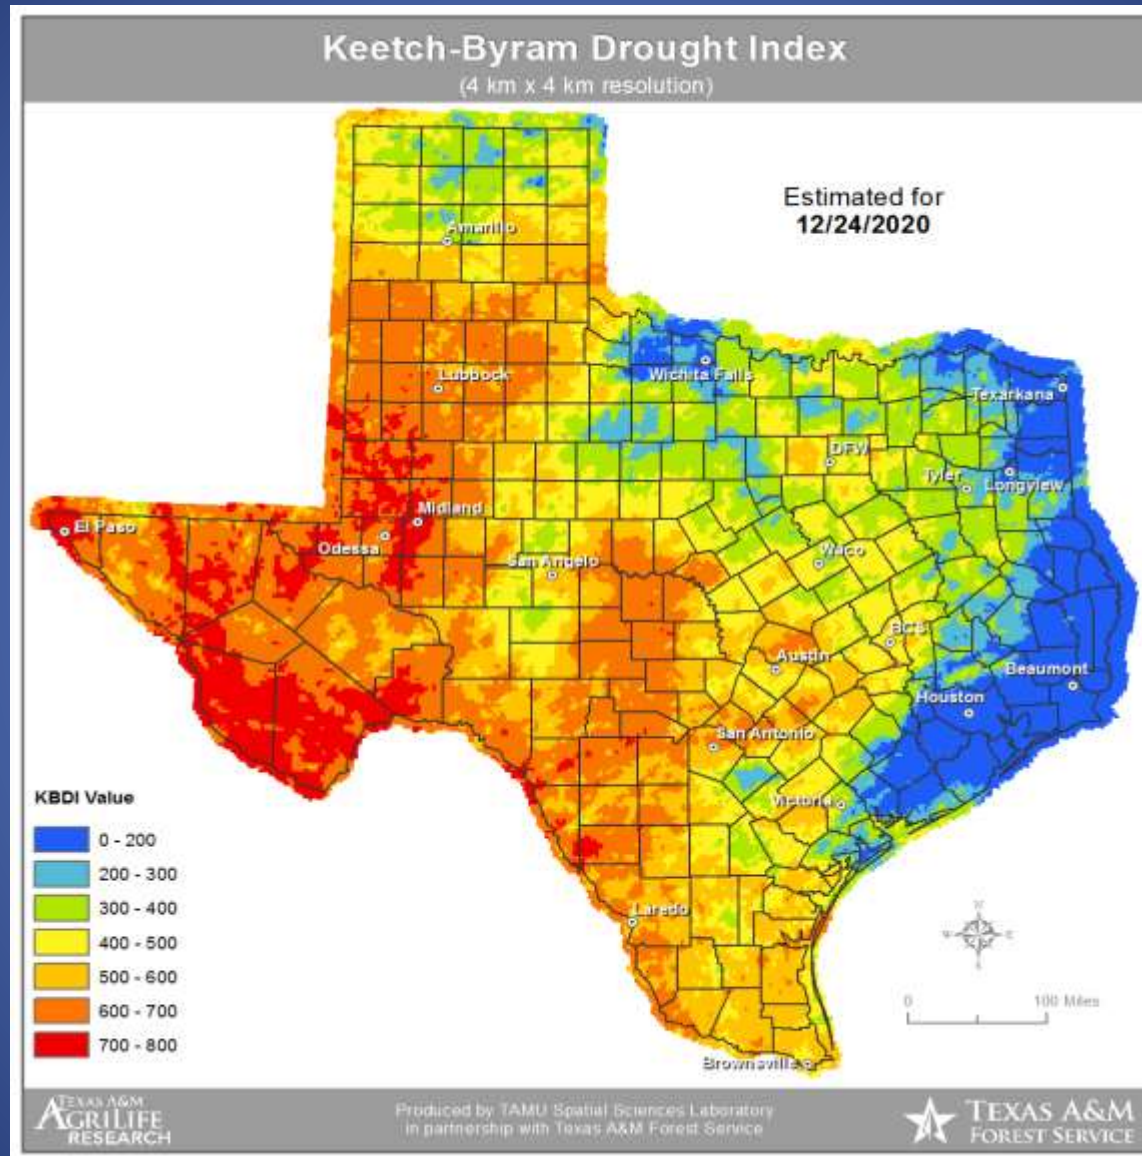 Keetch-Byram Drought Index
(4 km x 4 km resolution)
Estimated for
12/24/2020
Amarillo
Lubbock
Wichita Falls
Texarkana
DFW
Tyler
Longview
El Paso
Midland
Odessa
San Angelo
Waco
BCS
Austin
Beaumont
Houston
San Antonio
Victoria
Laredo
Brownsville
KBDI Value
0 - 200
200 - 300
300 - 400
400 - 500
500 - 600
600 - 700
700 - 800
N
W E
S
0 100 Miles
TEXAS A&M
AGRILIFE
RESEARCH
Produced by TAMU Spatial Sciences Laboratory
in partnership with Texas A&M Forest Service
TEXAS A&M
FOREST SERVICE